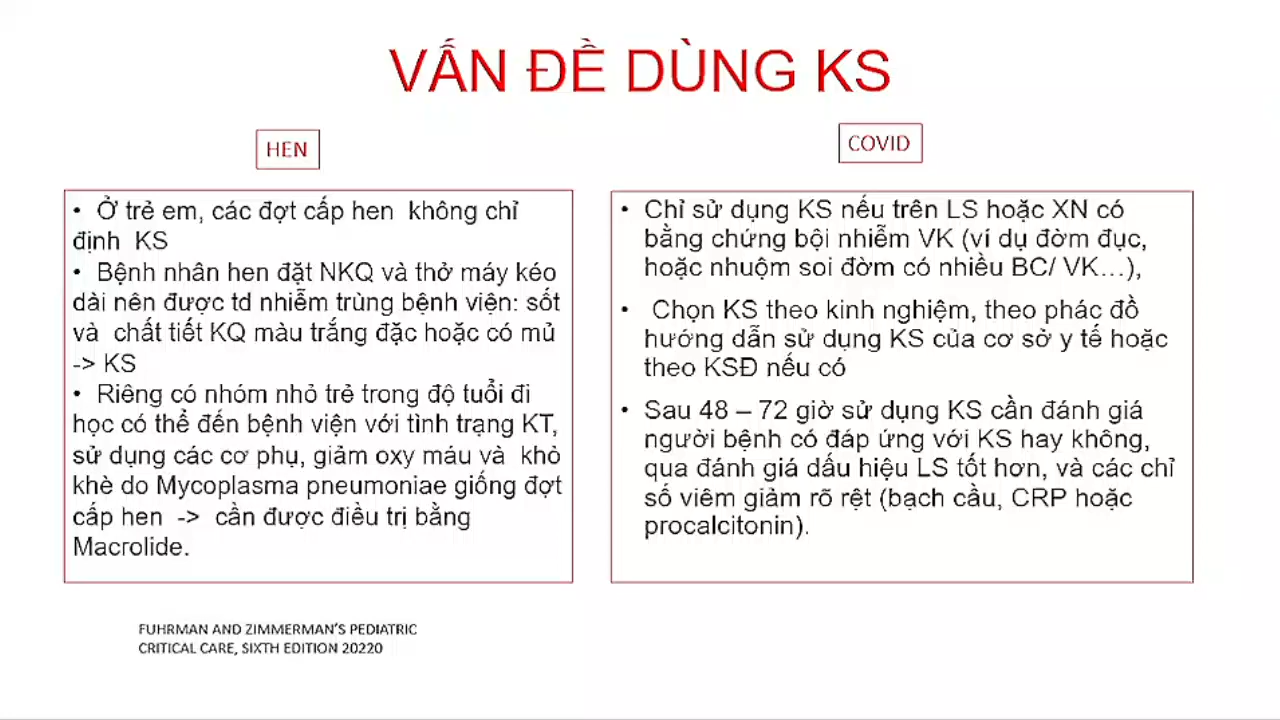 VẤN ĐỀ DÙNG KS
HEN
• Ở trẻ em, các đợt cấp hen không chỉ
định KS
• Bệnh nhân hen đặt NKQ và thở máy kéo
dài nên được td nhiễm trùng bệnh viện: sốt
và chất tiết KQ màu trắng đặc hoặc có mủ
-> KS
• Riêng có nhóm nhỏ trẻ trong độ tuổi đi
học có thể đến bệnh viện với tình trạng KT,
sử dụng các cơ phụ, giảm oxy máu và khò
khè do Mycoplasma pneumoniae giống đợt
cấp hen -> cần được điều trị bằng
Macrolide.
COVID
• Chỉ sử dụng KS nếu trên LS hoặc XN có
bằng chứng bội nhiễm VK (ví dụ đờm đục,
hoặc nhuộm soi đờm có nhiều BC/ VK...),
• Chọn KS theo kinh nghiệm, theo phác đồ
hướng dẫn sử dụng KS của cơ sở y tế hoặc
theo KSĐ nếu có
• Sau 48 – 72 giờ sử dụng KS cần đánh giá
người bệnh có đáp ứng với KS hay không,
qua đánh giá dấu hiệu LS tốt hơn, và các chỉ
số viêm giảm rõ rệt (bạch cầu, CRP hoặc
procalcitonin).
FUHRMAN AND ZIMMERMAN'S PEDIATRIC
CRITICAL CARE, SIXTH EDITION 20220